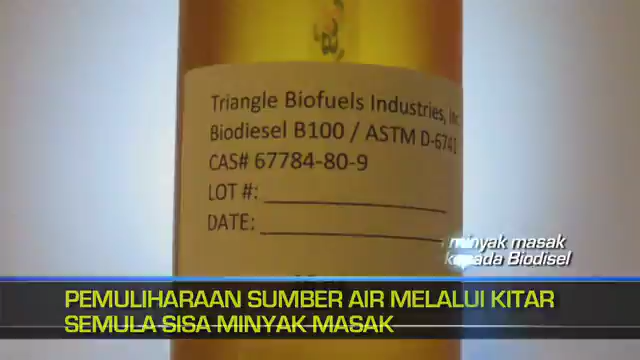 Triangle Biofuels Industries, Inc
Biodiesel B100 / ASTM D-6741
CAS# 67784-80-9
LOT #:
DATE:
minyak masak
kepada Biodisel
PEMULIHARAAN SUMBER AIR MELALUI KITAR
SEMULA SISA MINYAK MASAK